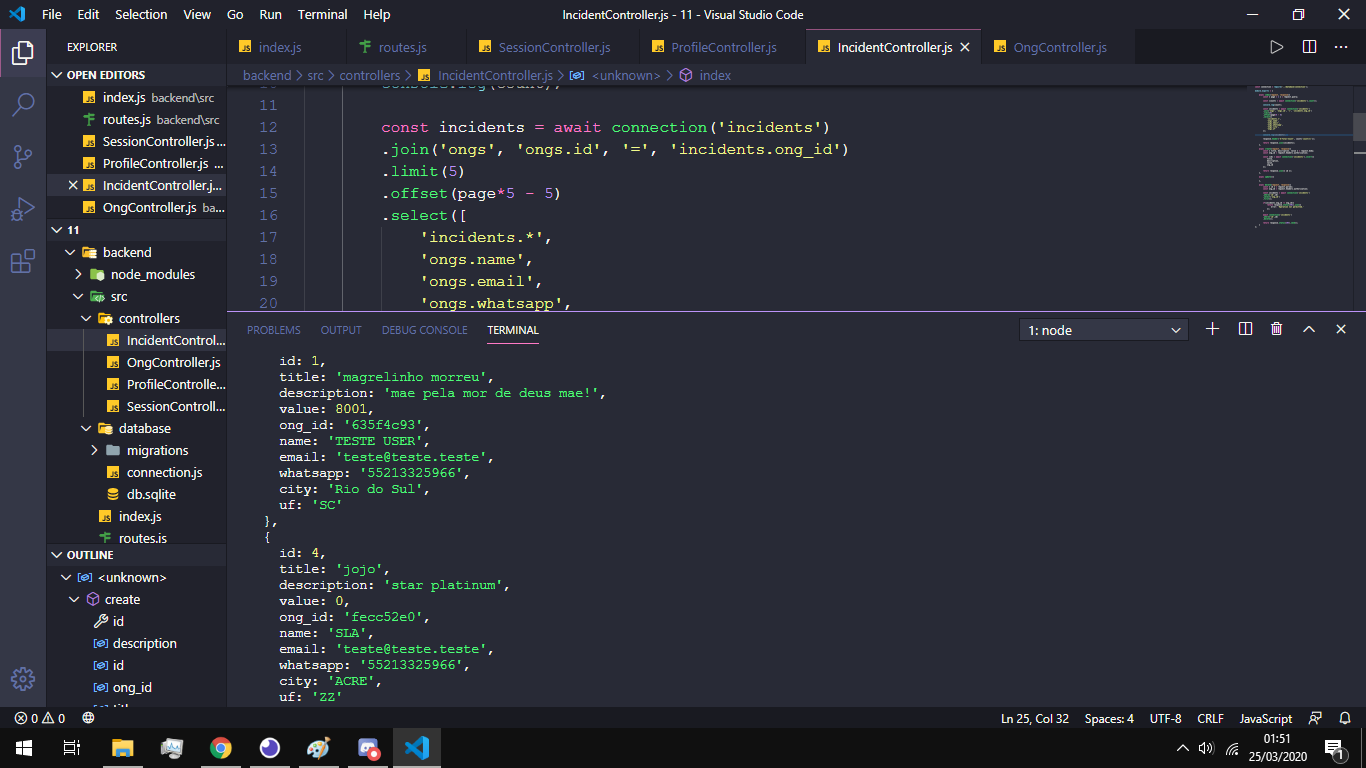 File Edit Selection View Go Run Terminal Help IncidentController.js - 11 - Visual Studio Code
EXPLORER
index.js routes.js SessionController.js ProfileController.js IncidentController.js OngController.js
OPEN EDITORS
index.js backend\src
routes.js backend\src
SessionController.js ...
ProfileController.js ...
IncidentController.j...
OngController.js ba...
11
backend
node_modules
src
controllers
IncidentControl...
OngController.js
ProfileControlle...
SessionControll...
database
migrations
connection.js
db.sqlite
index.js
routes.js
OUTLINE
<unknown>
create
id
description
id
ong_id
backend > src > controllers > IncidentController.js > <unknown> > index
10 console.log(count);
11
12 const incidents = await connection('incidents')
13 .join('ongs', 'ongs.id', '=', 'incidents.ong_id')
14 .limit(5)
15 .offset(page*5 - 5)
16 .select([
17 'incidents.*',
18 'ongs.name',
19 'ongs.email',
20 'ongs.whatsapp',
PROBLEMS OUTPUT DEBUG CONSOLE TERMINAL 1: node
id: 1,
title: 'magrelinho morreu',
description: 'mae pela mor de deus mae!',
value: 8001,
ong_id: '635f4c93',
name: 'TESTE USER',
email: 'teste@teste.teste',
whatsapp: '55213325966',
city: 'Rio do Sul',
uf: 'SC'
},
{
id: 4,
title: 'jojo',
description: 'star platinum',
value: 0,
ong_id: 'fecc52e0',
name: 'SLA',
email: 'teste@teste.teste',
whatsapp: '55213325966',
city: 'ACRE',
uf: 'ZZ'
0 0 Ln 25, Col 32 Spaces: 4 UTF-8 CRLF JavaScript
01:51
25/03/2020
1